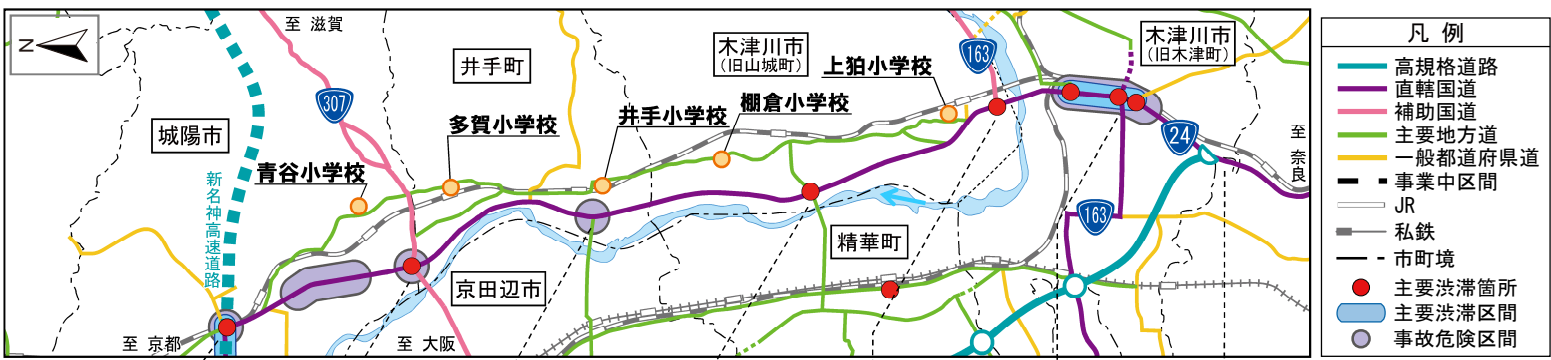 N
至 滋賀
307
城陽市
井手町
木津川市
(旧山城町)
163
木津川市
(旧木津町)
上狛小学校
棚倉小学校
井手小学校
多賀小学校
青谷小学校
新名神高速道路
24
至 奈良
163
精華町
京田辺市
至 京都
至 大阪
凡 例
高規格道路
直轄国道
補助国道
主要地方道
一般都道府県道
事業中区間
JR
私鉄
市町境
主要渋滞箇所
主要渋滞区間
事故危険区間